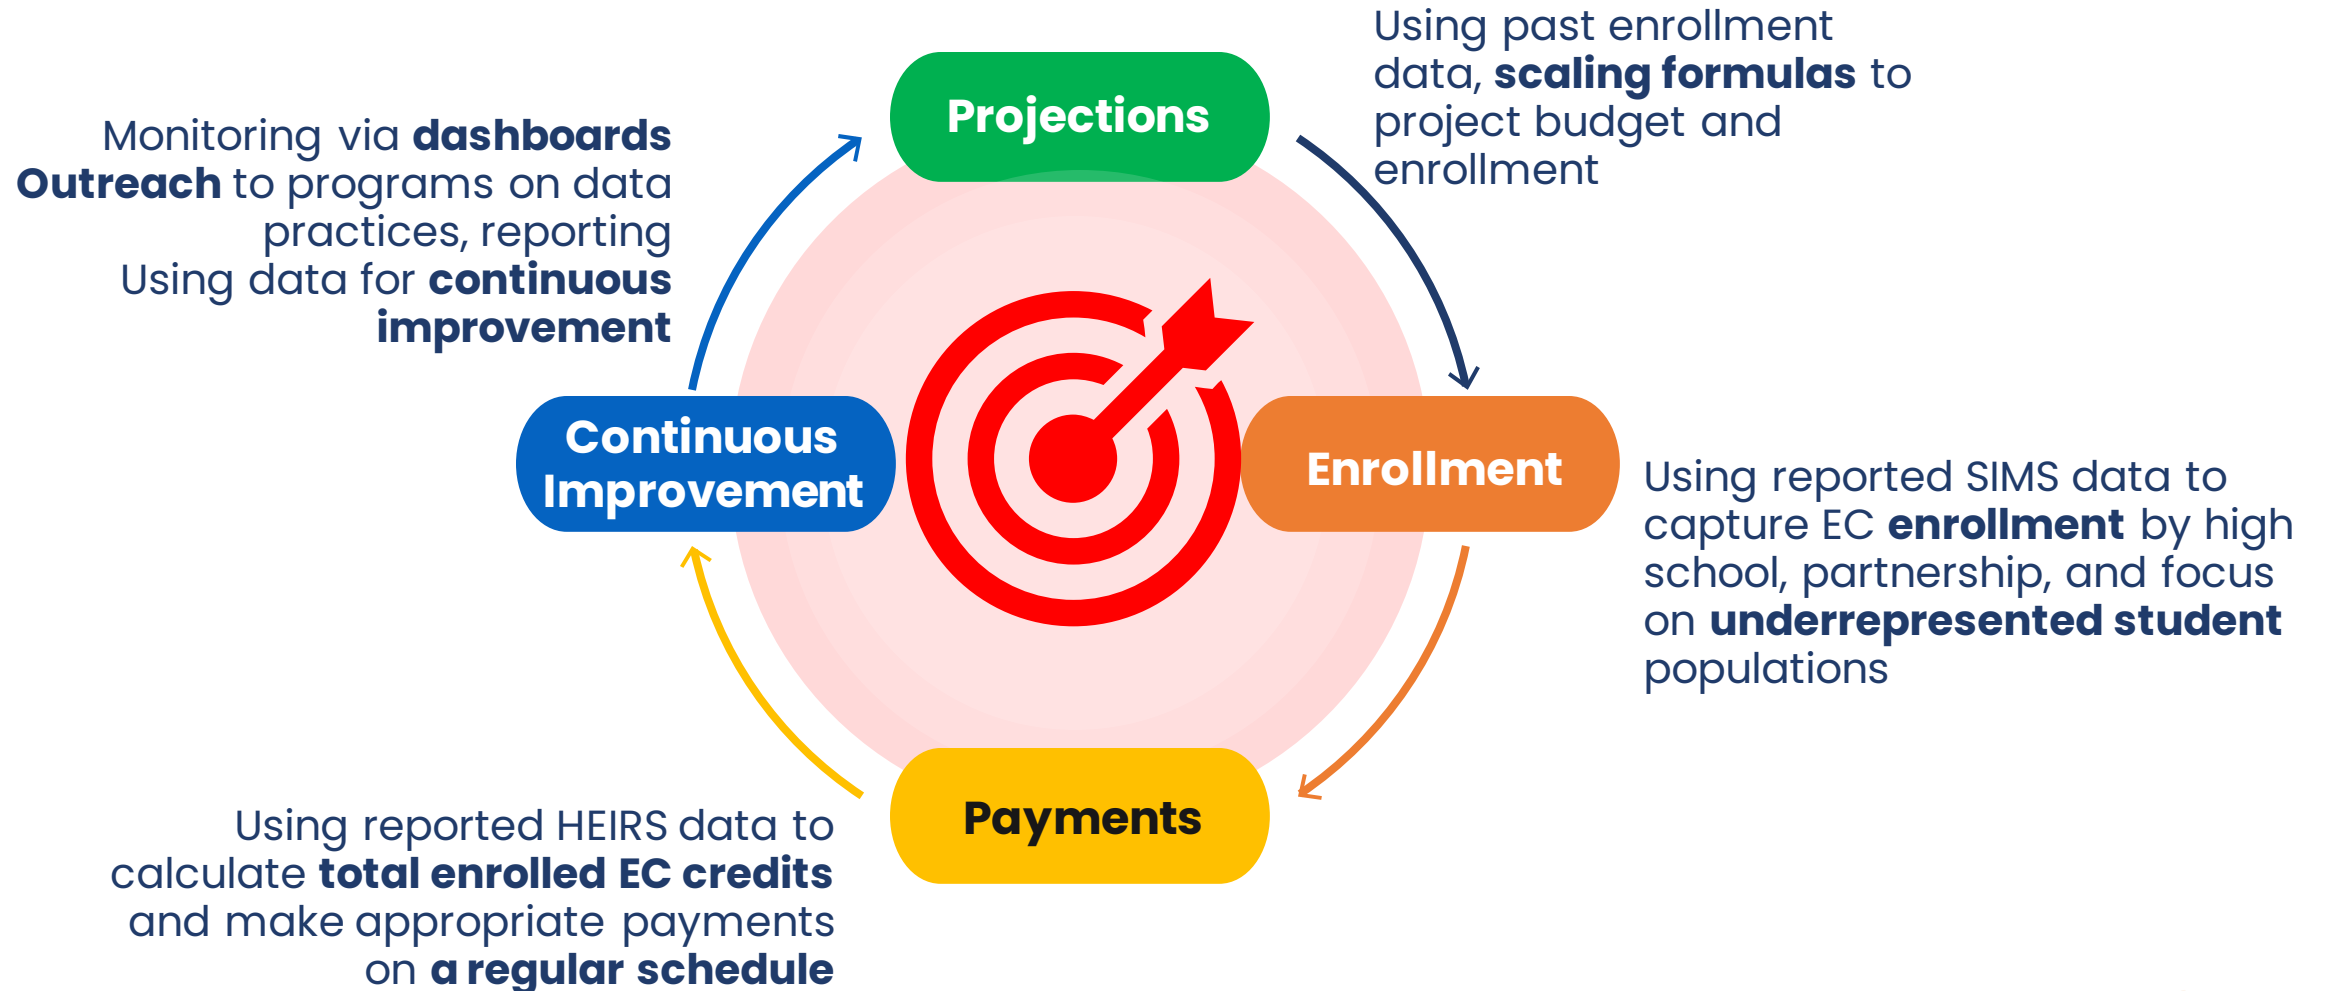 Projections
Using past enrollment
data, scaling formulas to
project budget and
enrollment
Enrollment
Using reported SIMS data to
capture EC enrollment by high
school, partnership, and focus
on underrepresented student
populations
Payments
Using reported HEIRS data to
calculate total enrolled EC credits
and make appropriate payments
on a regular schedule
Continuous
Improvement
Monitoring via dashboards
Outreach to programs on data
practices, reporting
Using data for continuous
improvement